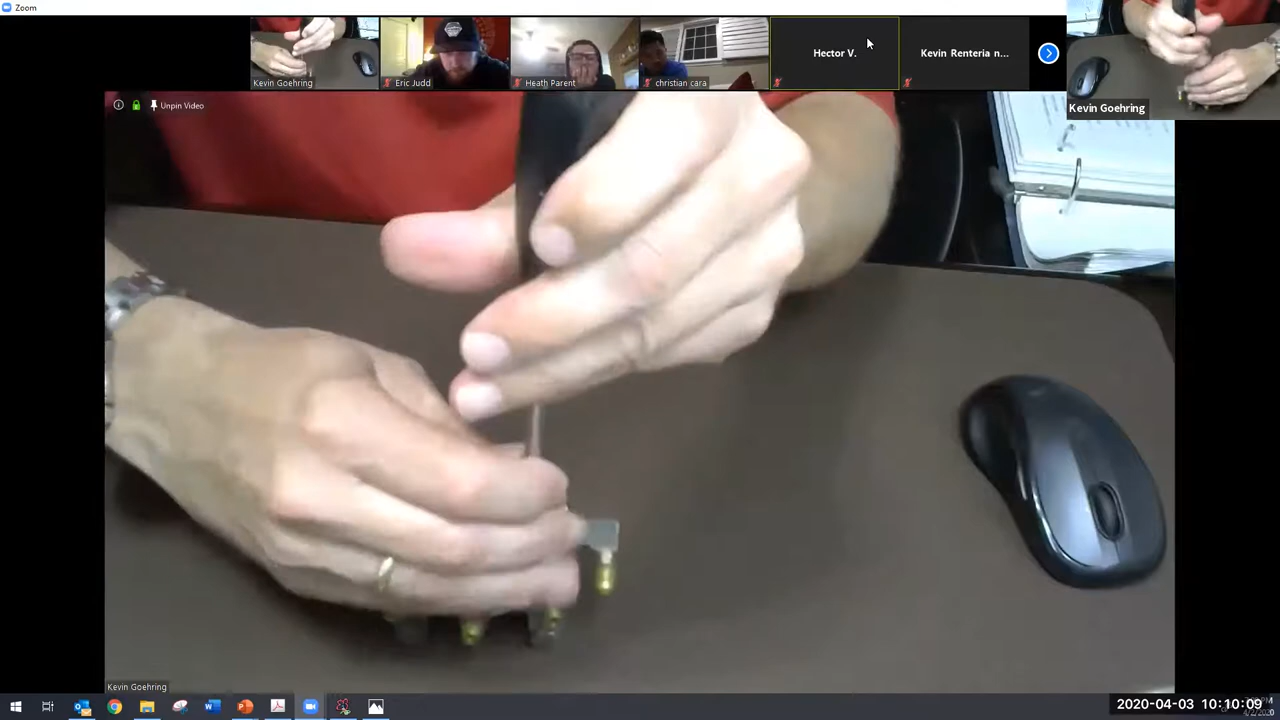 Zoom
Kevin Goehring
Eric Judd
Heath Parent
christian cara
Hector V.
Kevin Renteria n...
Kevin Goehring
Unpin Video
Kevin Goehring
2020-04-03 10:10:09